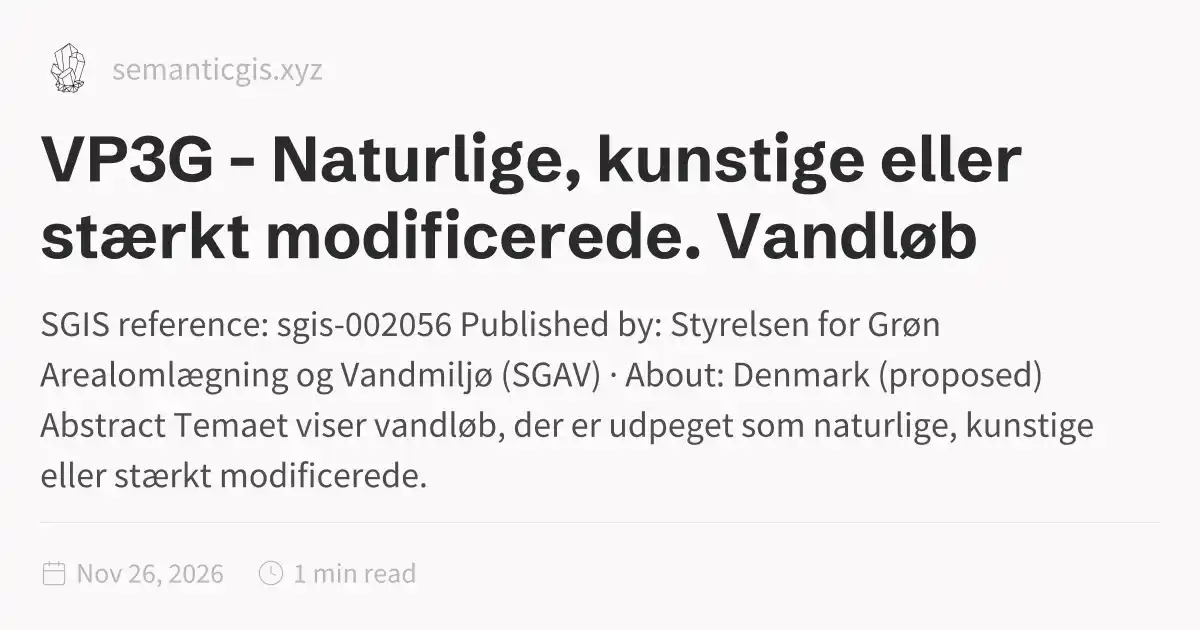 semanticgis.xyz
VP3G - Naturlige, kunstige eller
stærkt modificerede. Vandløb
SGIS reference: sgis-002056 Published by: Styrelsen for Grøn
Arealomlægning og Vandmiljø (SGAV) · About: Denmark (proposed)
Abstract Temaet viser vandløb, der er udpeget som naturlige, kunstige
eller stærkt modificerede.
Nov 26, 2026 1 min read